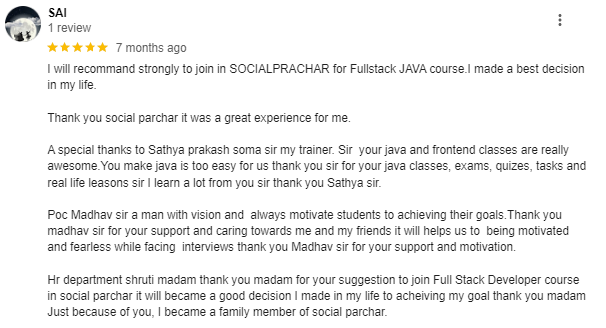 SAI
1 review
7 months ago
I will recommand strongly to join in SOCIALPRACHAR for Fullstack JAVA course.I made a best decision
in my life.
Thank you social parchar it was a great experience for me.
A special thanks to Sathya prakash soma sir my trainer. Sir  your java and frontend classes are really
awesome.You make java is too easy for us thank you sir for your java classes, exams, quizes, tasks and
real life leasons sir I learn a lot from you sir thank you Sathya sir.
Poc Madhav sir a man with vision and  always motivate students to achieving their goals.Thank you
madhav sir for your support and caring towards me and my friends it will helps us to  being motivated
and fearless while facing  interviews thank you Madhav sir for your support and motivation.
Hr department shruti madam thank you madam for your suggestion to join Full Stack Developer course
in social parchar it will became a good decision I made in my life to acheiving my goal thank you madam
Just because of you, I became a family member of social parchar.